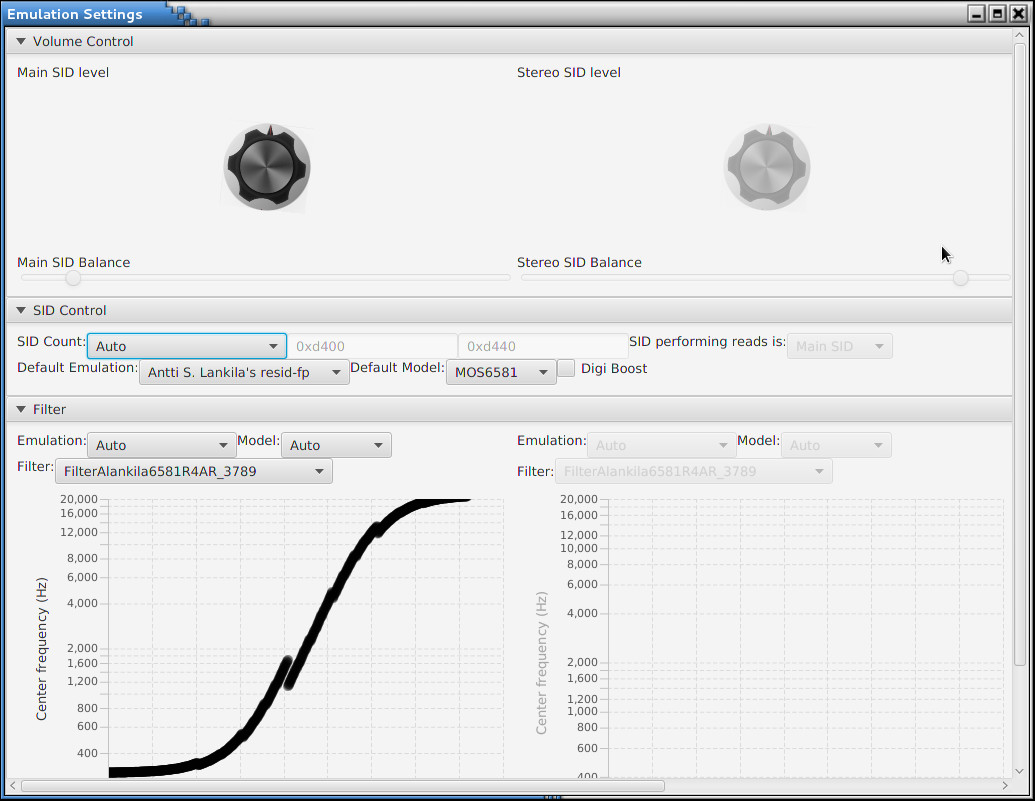 Emulation Settings
Volume Control
Main SID level
Stereo SID level
Main SID Balance
Stereo SID Balance
SID Control
SID Count: Auto 0xd400 0xd440 SID performing reads is: Main SID
Default Emulation: Antti S. Lankila's resid-fp Default Model: MOS6581 Digi Boost
Filter
Emulation: Auto Model: Auto
Filter: FilterAlankila6581R4AR_3789
Center frequency (Hz)
20,000
16,000
12,000
8,000
6,000
4,000
2,000
1,600
1,200
800
600
400
Emulation: Auto Model: Auto
Filter: FilterAlankila6581R4AR_3789
Center frequency (Hz)
20,000
16,000
12,000
10,000
8,000
6,000
4,000
2,000
1,600
1,200
1,000
800
600
400